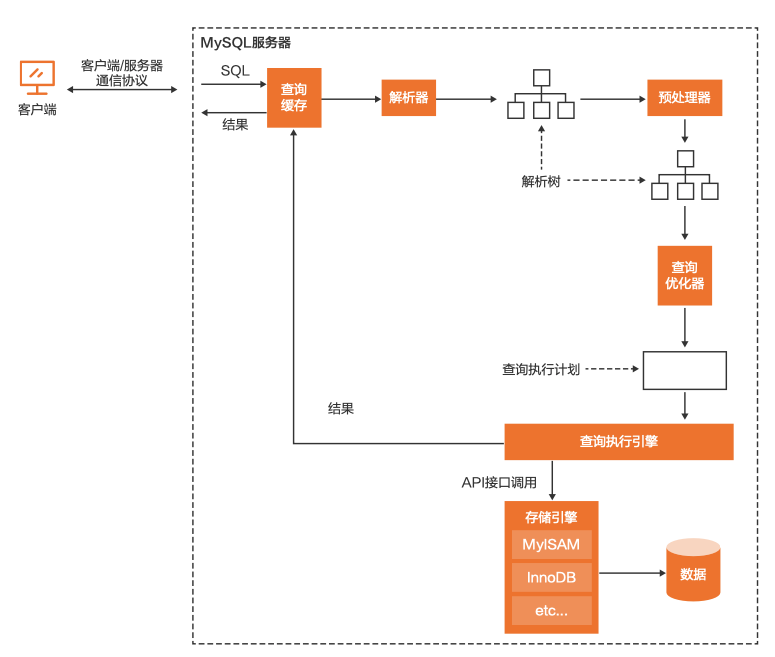 MySQL服务器
客户端/服务器
通信协议
客户端
SQL
结果
查询
缓存
解析器
预处理器
解析树
查询
优化器
查询执行计划
结果
查询执行引擎
API接口调用
存储引擎
MyISAM
InnoDB
etc...
数据